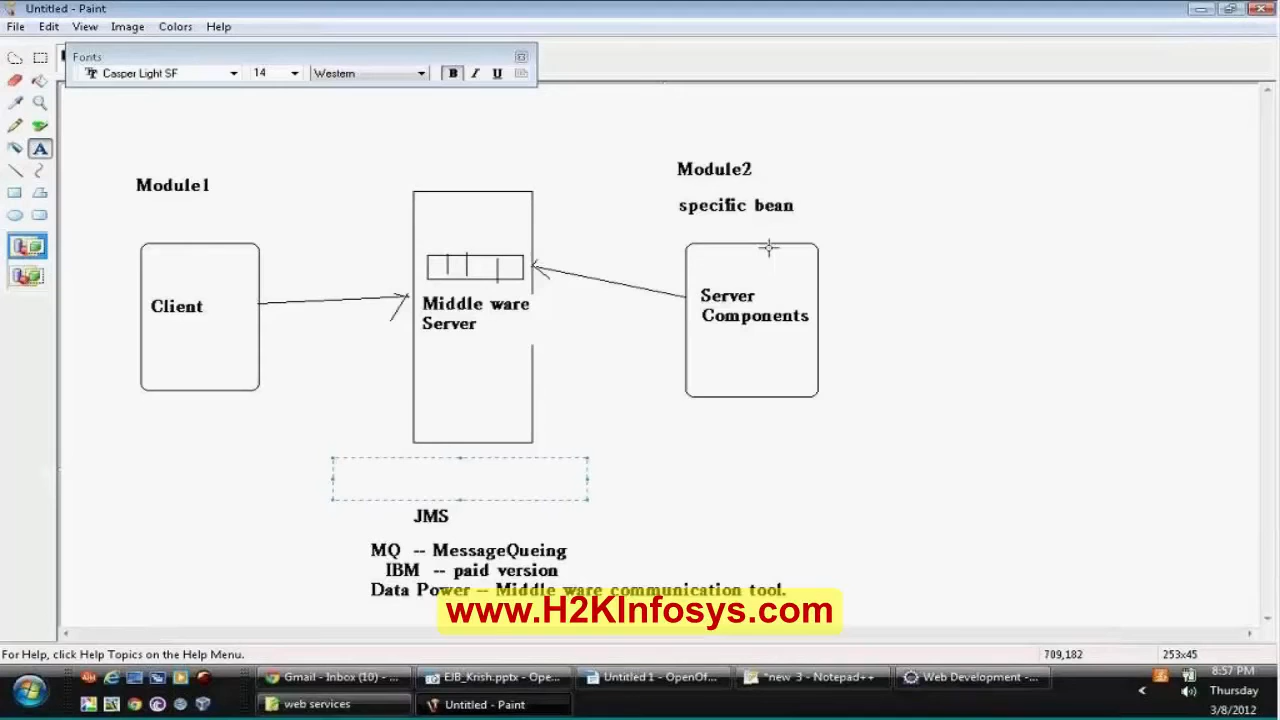 Untitled - Paint
File Edit View Image Colors Help
Fonts
Casper Light SF 14 Western B I U
Module1
Module2
specific bean
Client
Middle ware
Server
Server
Components
JMS
MQ -- MessageQueing
IBM -- paid version
Data Power -- Middle ware communication tool.
www.H2KInfosys.com
For Help, click Help Topics on the Help Menu. 709,182 253x45
Gmail - Inbox (10) - ... EJB_Krish.pptx - Ope... Untitled 1 - OpenOf... *new 3 - Notepad++ Web Development -... 8:57 PM
Thursday
web services Untitled - Paint 3/8/2012